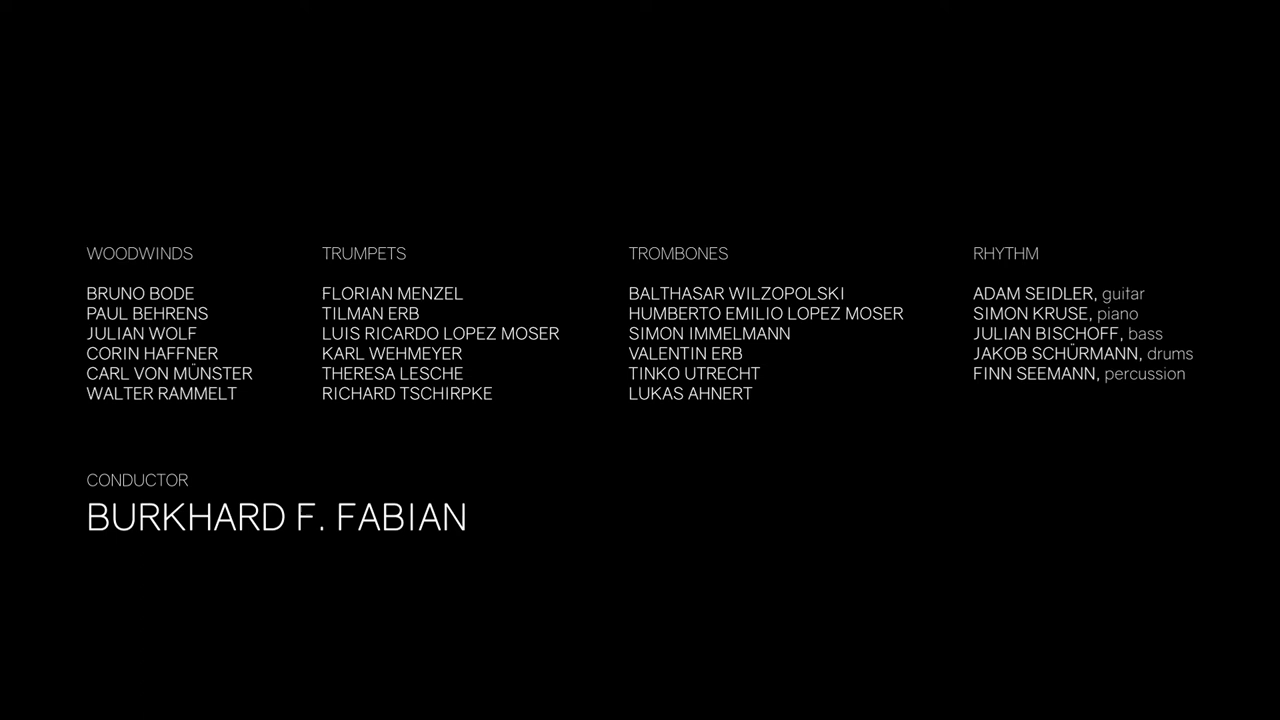 WOODWINDS
BRUNO BODE
PAUL BEHRENS
JULIAN WOLF
CORIN HAFFNER
CARL VON MÜNSTER
WALTER RAMMELT
TRUMPETS
FLORIAN MENZEL
TILMAN ERB
LUIS RICARDO LOPEZ MOSER
KARL WEHMEYER
THERESA LESCHE
RICHARD TSCHIRPKE
TROMBONES
BALTHASAR WILZOPOLSKI
HUMBERTO EMILIO LOPEZ MOSER
SIMON IMMELMANN
VALENTIN ERB
TINKO UTRECHT
LUKAS AHNERT
RHYTHM
ADAM SEIDLER, guitar
SIMON KRUSE, piano
JULIAN BISCHOFF, bass
JAKOB SCHÜRMANN, drums
FINN SEEMANN, percussion
CONDUCTOR
BURKHARD F. FABIAN